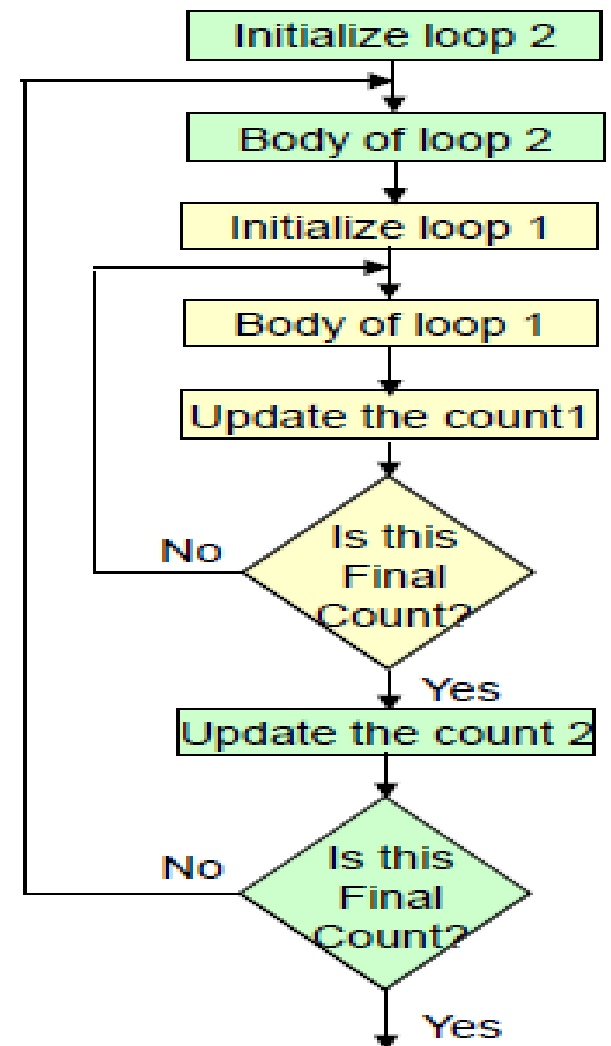 Initialize loop 2
Body of loop 2
Initialize loop 1
Body of loop 1
Update the count1
Is this
Final
Count?
No
Yes
Update the count 2
Is this
Final
Count?
No
Yes